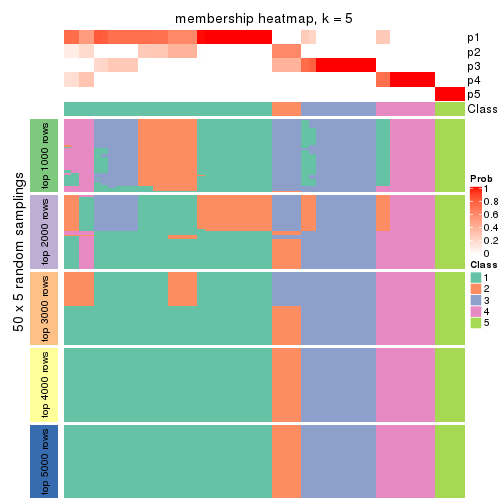 membership heatmap, k = 5
p1
p2
p3
p4
p5
Class
50 x 5 random samplings
top 1000 rows
top 2000 rows
top 3000 rows
top 4000 rows
top 5000 rows
Prob
1
0.8
0.6
0.4
0.2
0
Class
1
2
3
4
5